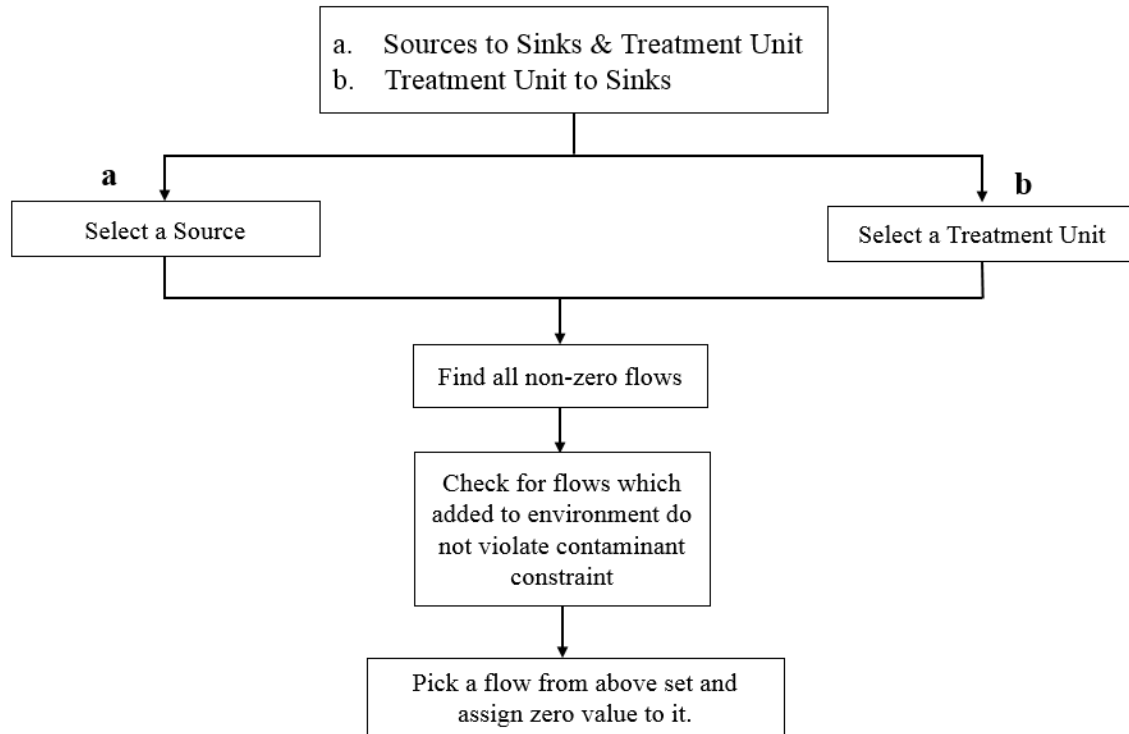 a. Sources to Sinks & Treatment Unit
b. Treatment Unit to Sinks
a
b
Select a Source
Select a Treatment Unit
Find all non-zero flows
Check for flows which
added to environment do
not violate contaminant
constraint
Pick a flow from above set and
assign zero value to it.